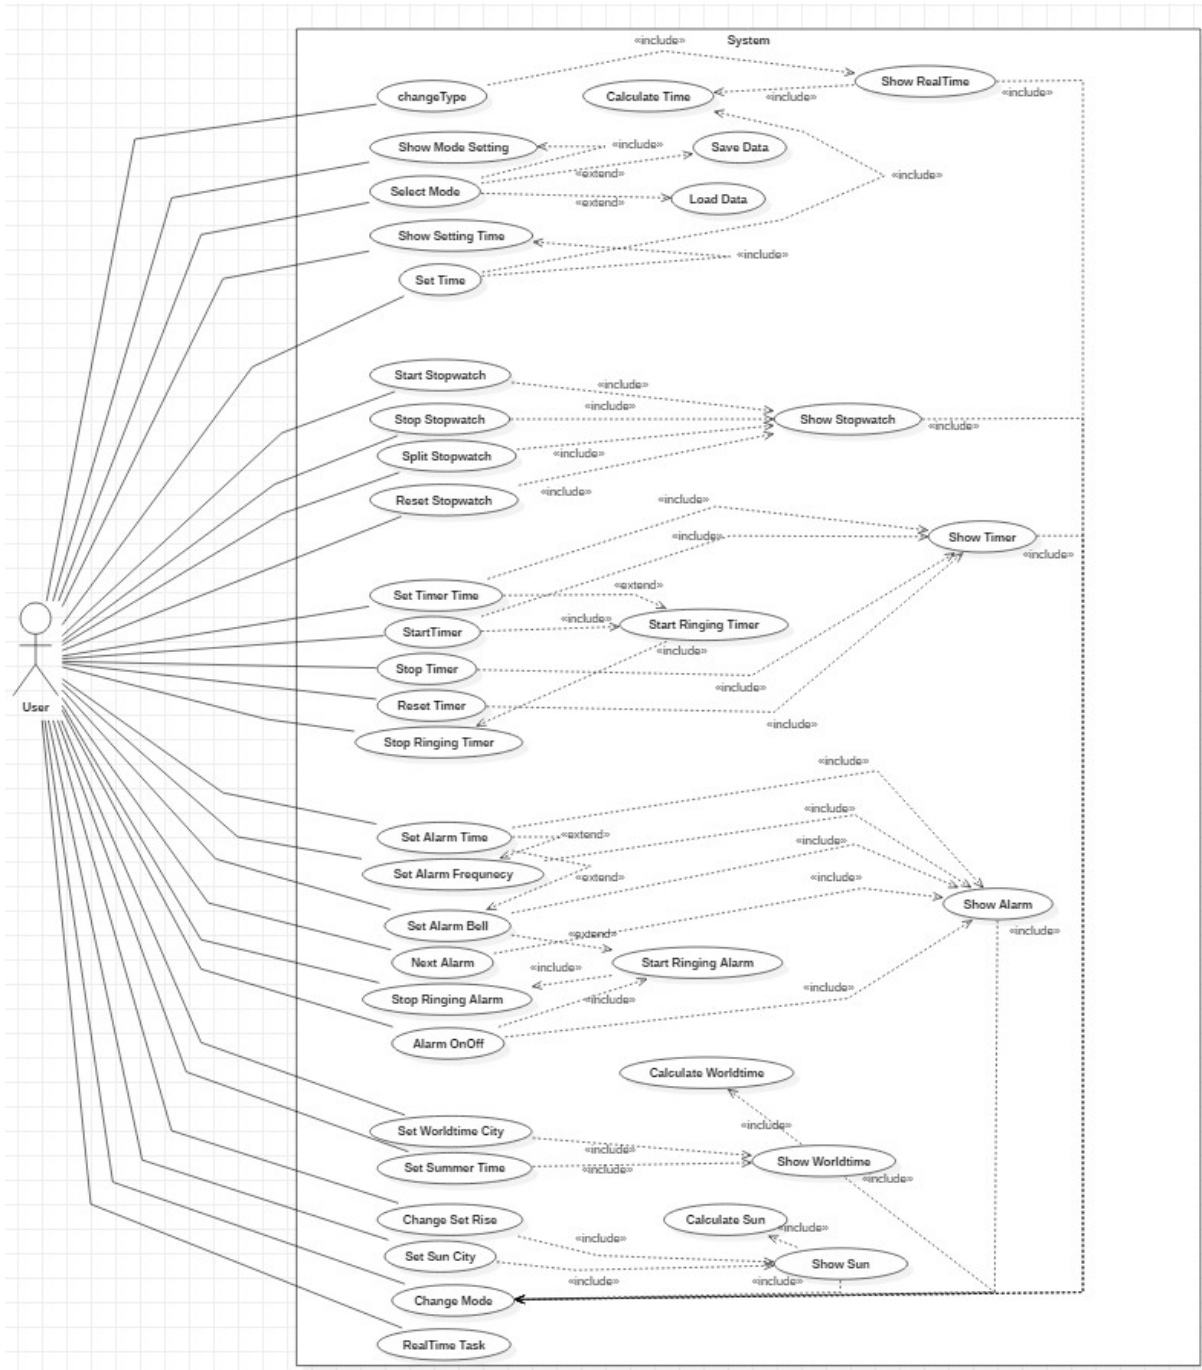 «include»
System
Show RealTime
changeType
Calculate Time
«include»
«include»
Show Mode Setting
«include»
Save Data
«include»
«extend»
Select Mode
«extend»
Load Data
Show Setting Time
«include»
Set Time
Start Stopwatch
«include»
«include»
Stop Stopwatch
Show Stopwatch
«include»
Split Stopwatch
«include»
Reset Stopwatch
«include»
«include»
«include»
Show Timer
«include»
Set Timer Time
«extend»
StartTimer
«include»
Start Ringing Timer
«include»
Stop Timer
«include»
Reset Timer
«include»
User
Stop Ringing Timer
«include»
«include»
Set Alarm Time
«extend»
«include»
Set Alarm Frequnecy
«extend»
«include»
Show Alarm
Set Alarm Bell
«extend»
«include»
Next Alarm
«include»
Start Ringing Alarm
Stop Ringing Alarm
«include»
«include»
Alarm OnOff
Calculate Worldtime
Set Worldtime City
«include»
«include»
Show Worldtime
Set Summer Time
«include»
«include»
Change Set Rise
Calculate Sun
«include»
«include»
Set Sun City
Show Sun
«include»
«include»
Change Mode
RealTime Task